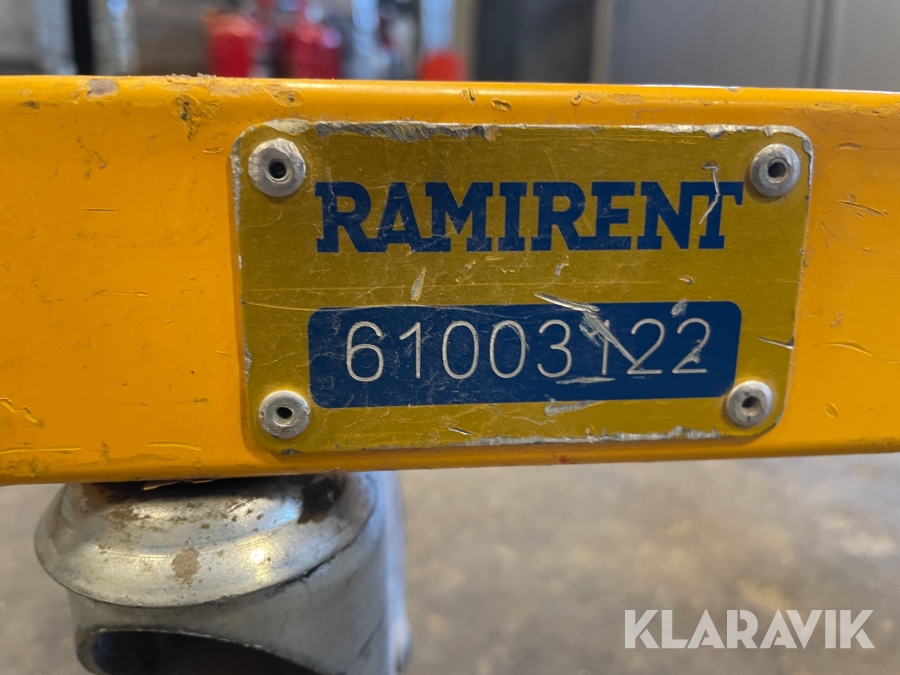 RAMIRENT
61003122
KLARAVIK